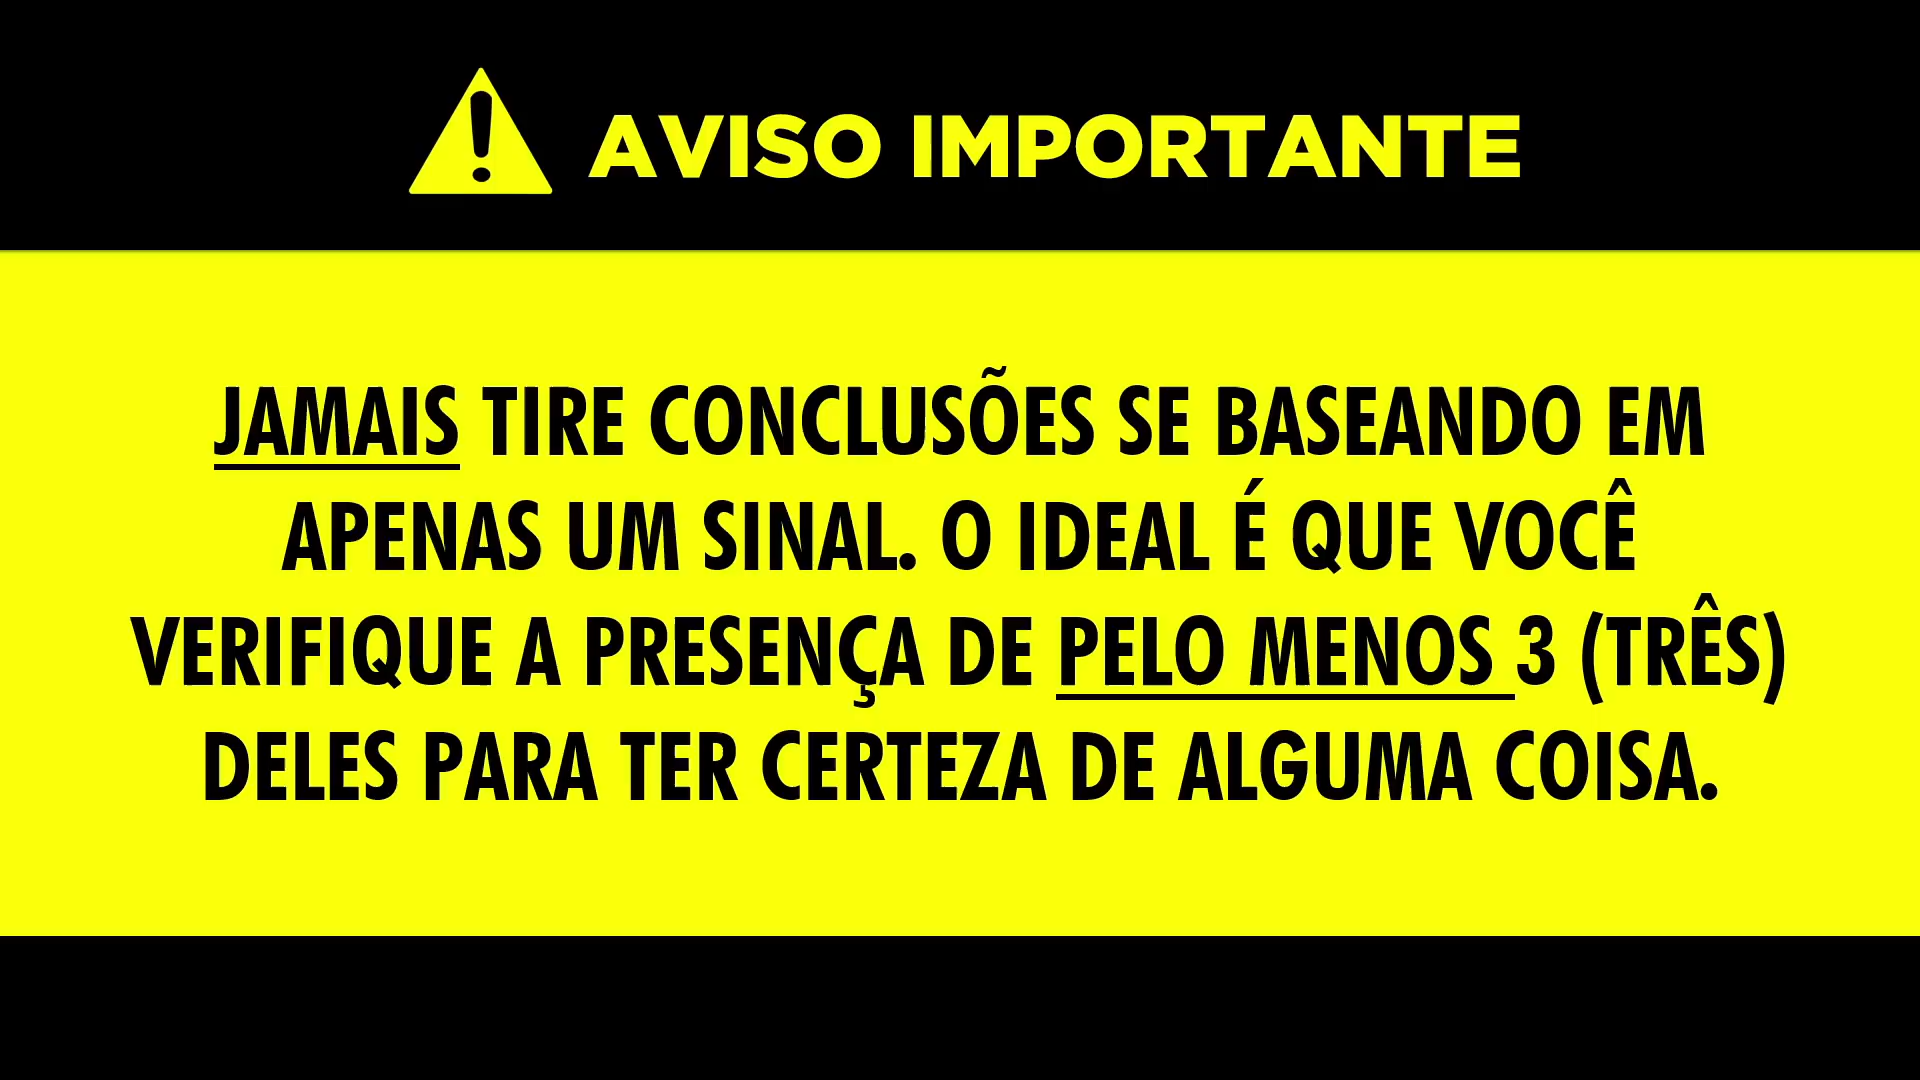 AVISO IMPORTANTE
JAMAIS TIRE CONCLUSÕES SE BASEANDO EM
APENAS UM SINAL. O IDEAL É QUE VOCÊ
VERIFIQUE A PRESENÇA DE PELO MENOS 3 (TRÊS)
DELES PARA TER CERTEZA DE ALGUMA COISA.